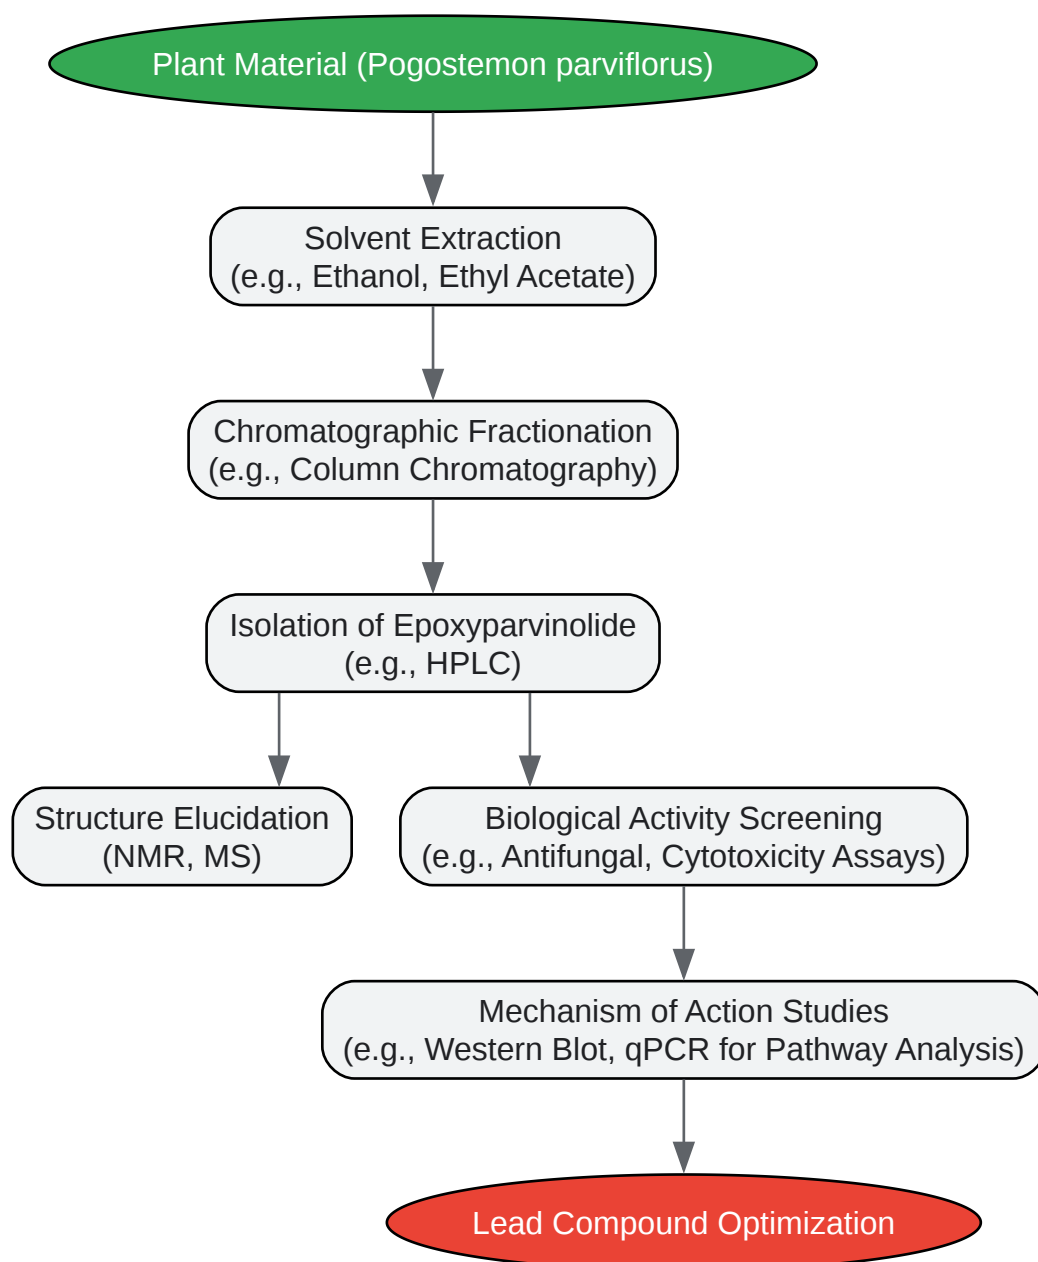 Plant Material (Pogostemon parviflorus)
Solvent Extraction
(e.g., Ethanol, Ethyl Acetate)
Chromatographic Fractionation
(e.g., Column Chromatography)
Isolation of Epoxyparvinolide
(e.g., HPLC)
Structure Elucidation
(NMR, MS)
Biological Activity Screening
(e.g., Antifungal, Cytotoxicity Assays)
Mechanism of Action Studies
(e.g., Western Blot, qPCR for Pathway Analysis)
Lead Compound Optimization